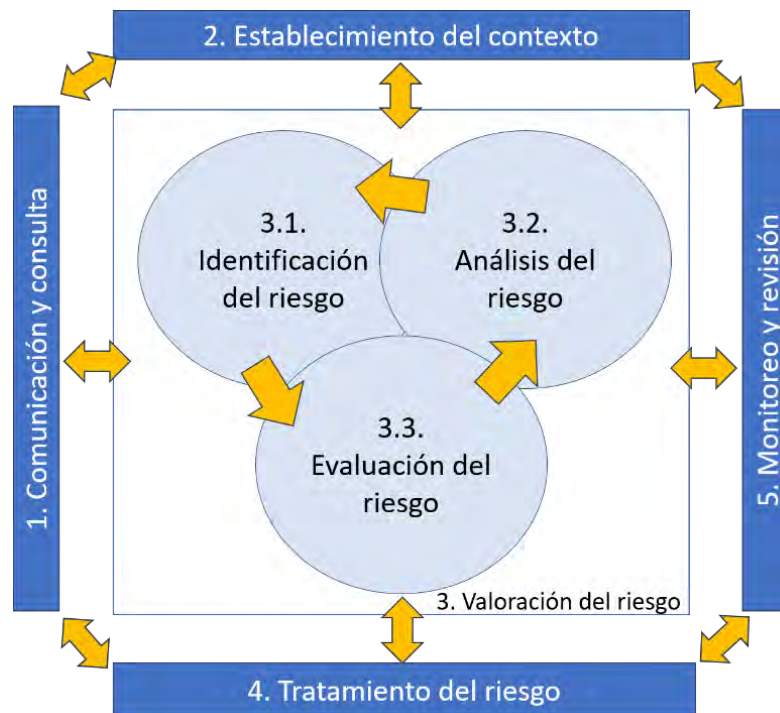 2. Establecimiento del contexto
1. Comunicación y consulta
3.1.
Identificación
del riesgo
3.2.
Análisis del
riesgo
3.3.
Evaluación del
riesgo
3. Valoración del riesgo
5. Monitoreo y revisión
4. Tratamiento del riesgo